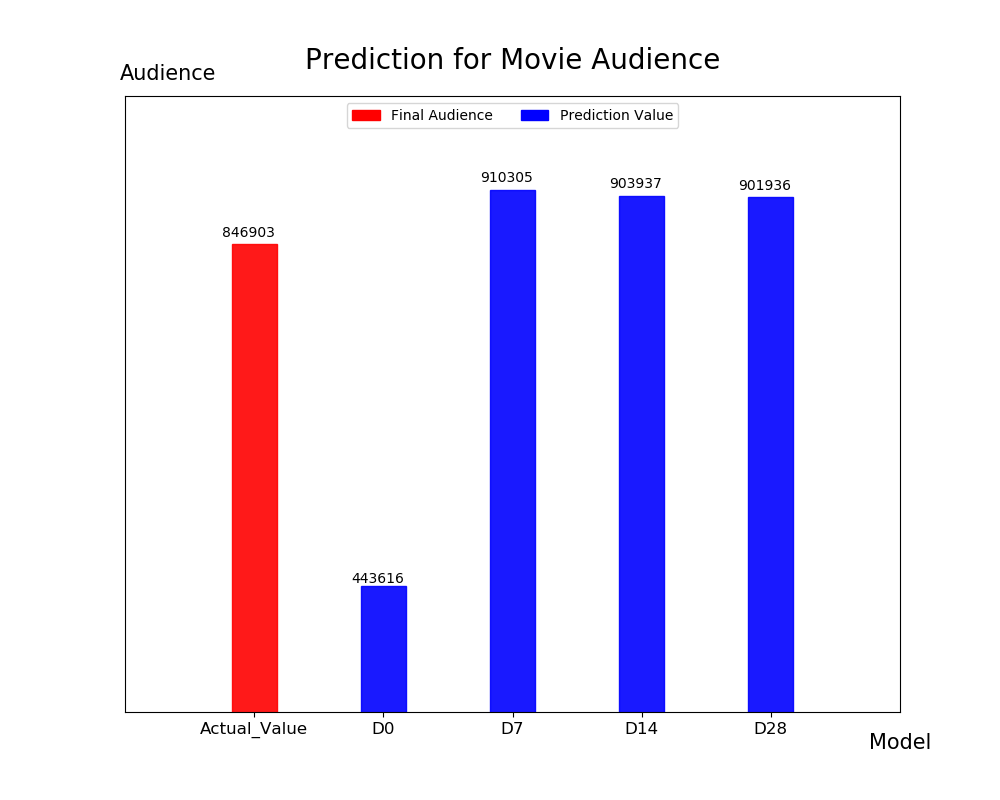 Prediction for Movie Audience
Audience
Final Audience Prediction Value
910305
903937
901936
846903
443616
Actual_Value D0 D7 D14 D28
Model